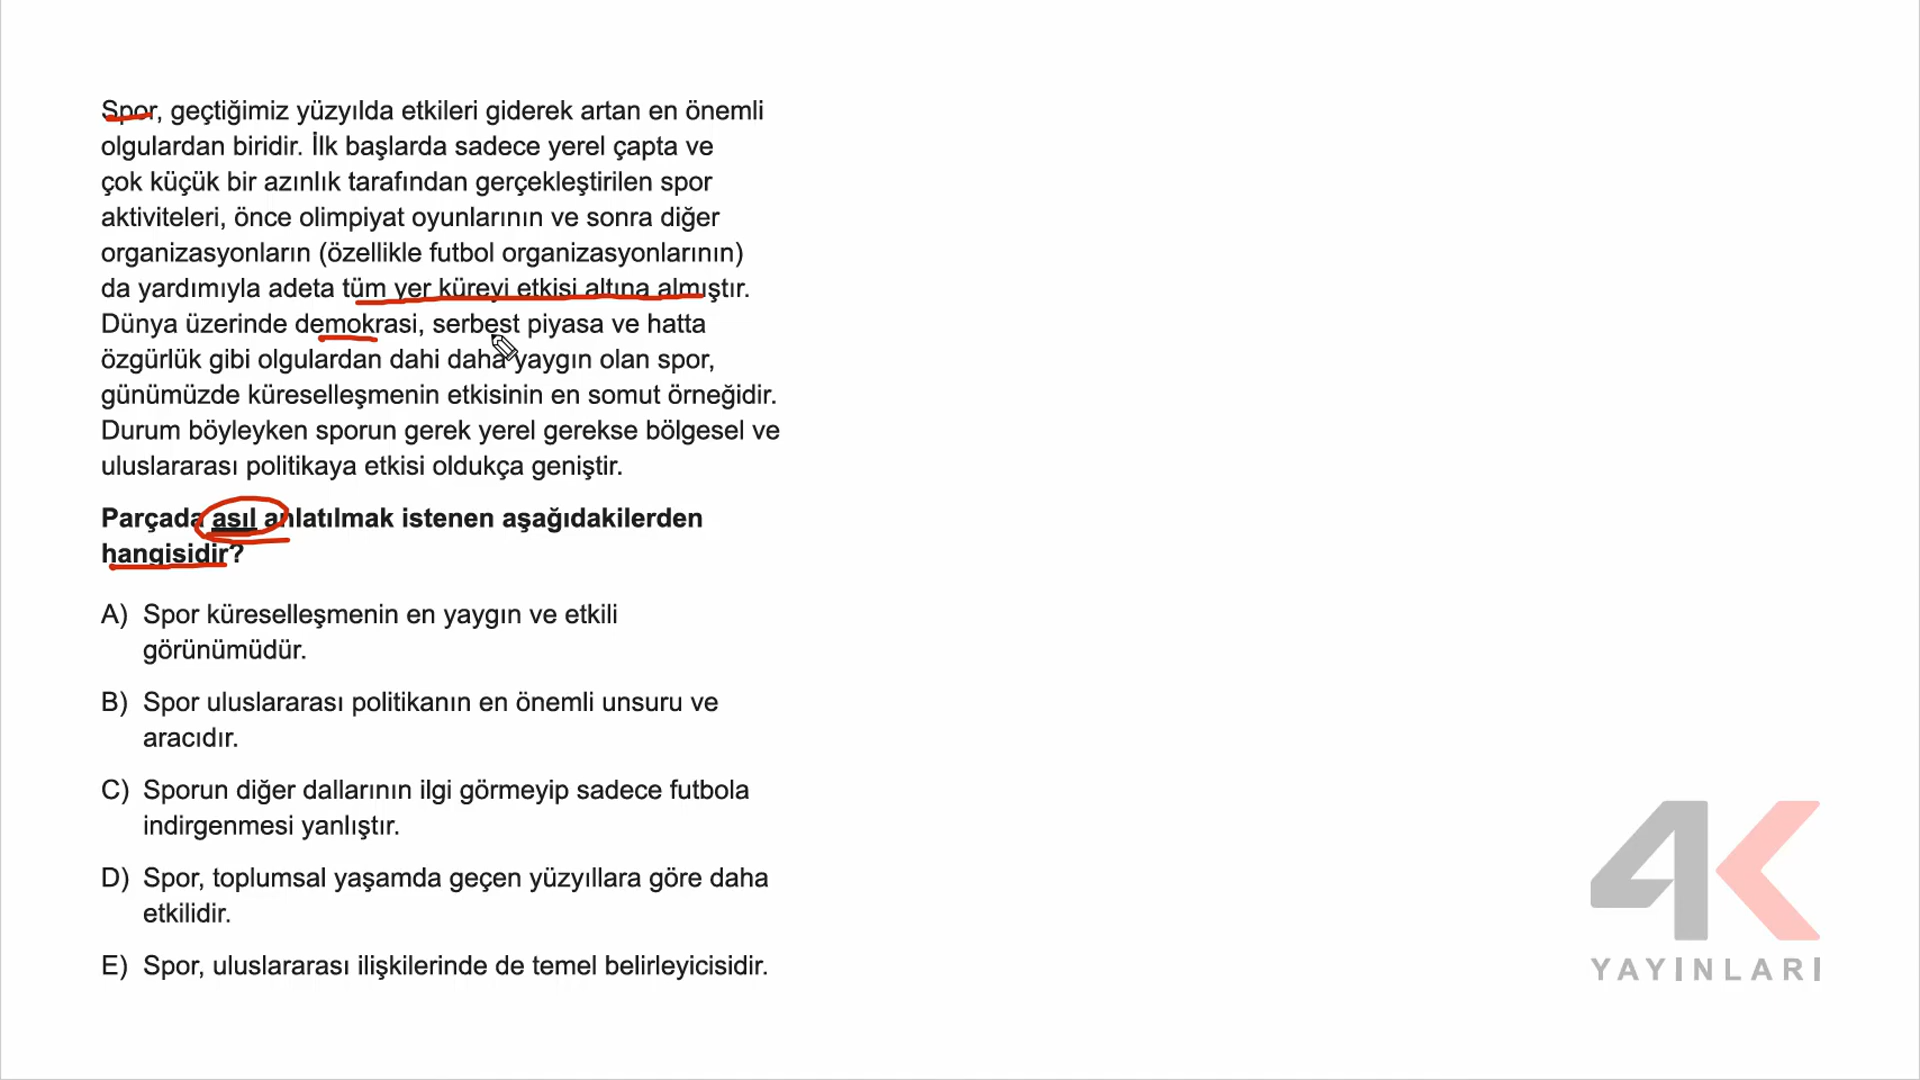 Spor, geçtiğimiz yüzyılda etkileri giderek artan en önemli
olgulardan biridir. İlk başlarda sadece yerel çapta ve
çok küçük bir azınlık tarafından gerçekleştirilen spor
aktiviteleri, önce olimpiyat oyunlarının ve sonra diğer
organizasyonların (özellikle futbol organizasyonlarının)
da yardımıyla adeta tüm yer küreyi etkisi altına almıştır.
Dünya üzerinde demokrasi, serbest piyasa ve hatta
özgürlük gibi olgulardan dahi daha yaygın olan spor,
günümüzde küreselleşmenin etkisinin en somut örneğidir.
Durum böyleyken sporun gerek yerel gerekse bölgesel ve
uluslararası politikaya etkisi oldukça geniştir.
Parçada asıl anlatılmak istenen aşağıdakilerden
hangisidir?
A) Spor küreselleşmenin en yaygın ve etkili
görünümüdür.
B) Spor uluslararası politikanın en önemli unsuru ve
aracıdır.
C) Sporun diğer dallarının ilgi görmeyip sadece futbola
indirgenmesi yanlıştır.
D) Spor, toplumsal yaşamda geçen yüzyıllara göre daha
etkilidir.
E) Spor, uluslararası ilişkilerinde de temel belirleyicisidir.
4K
YAYINLARI